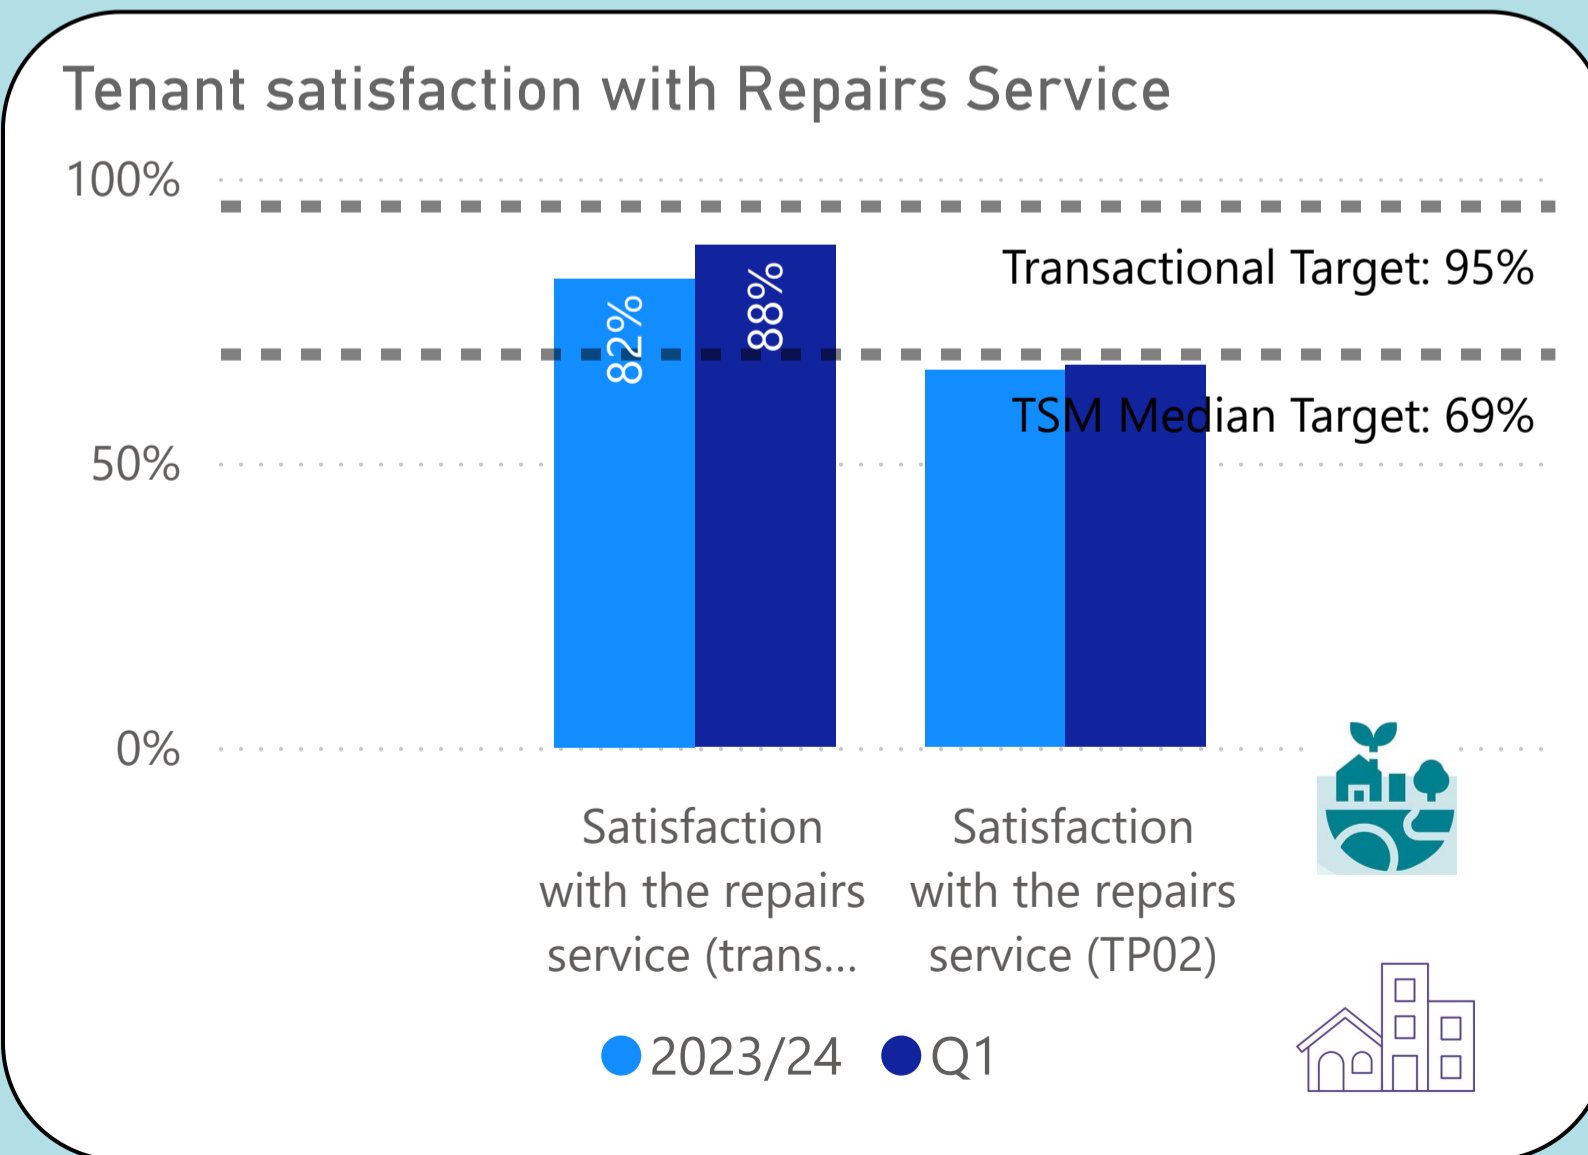 Tenant satisfaction with Repairs Service
100%
Transactional Target: 95%
82%
88%
TSM Median Target: 69%
50%
0%
Satisfaction
with the repairs
service (trans...
Satisfaction
with the repairs
service (TP02)
2023/24
Q1